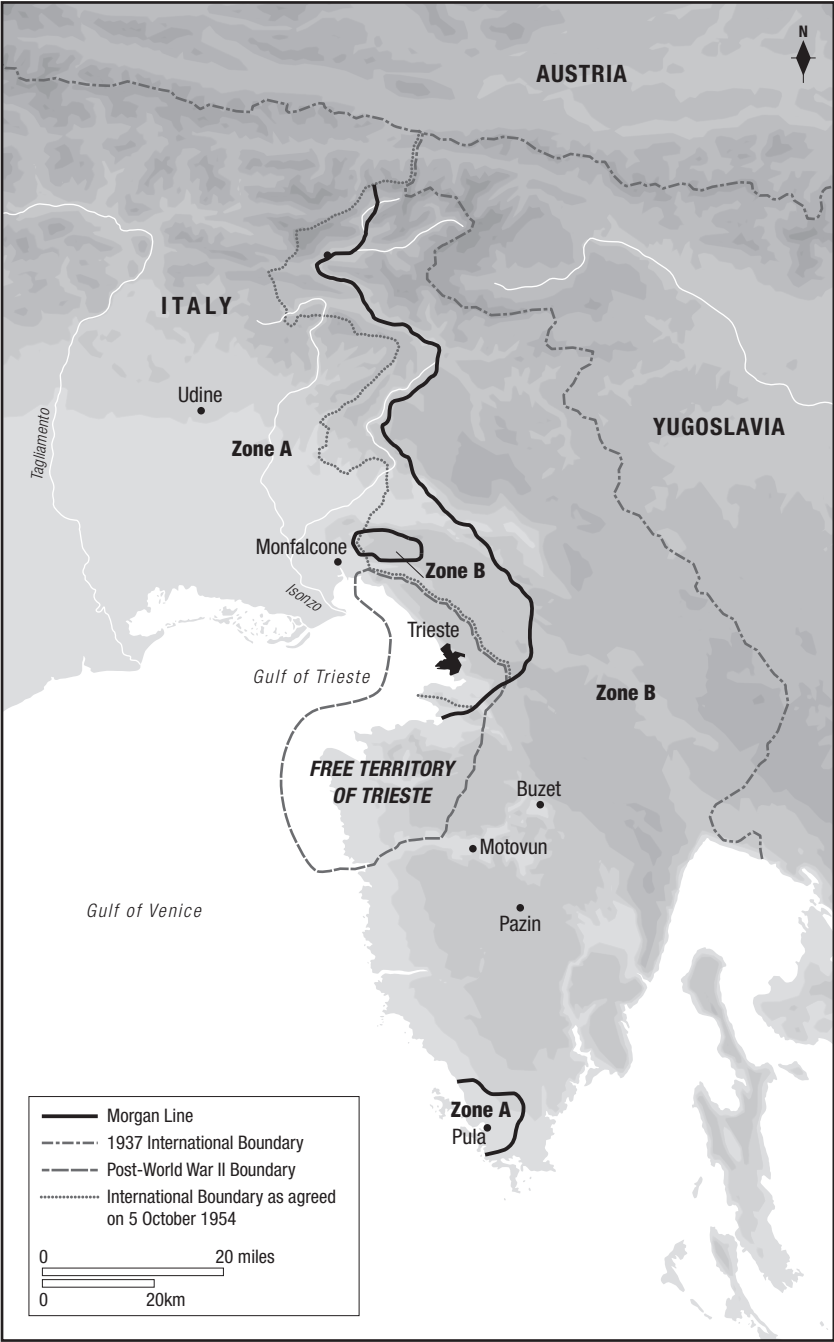 N
AUSTRIA
ITALY
Udine
Tagliamento
YUGOSLAVIA
Zone A
Monfalcone
Zone B
Isonzo
Trieste
Gulf of Trieste
Zone B
FREE TERRITORY
OF TRIESTE
Buzet
Motovun
Gulf of Venice
Pazin
Zone A
Pula
Morgan Line
1937 International Boundary
Post-World War II Boundary
International Boundary as agreed
on 5 October 1954
0 20 miles
0 20km